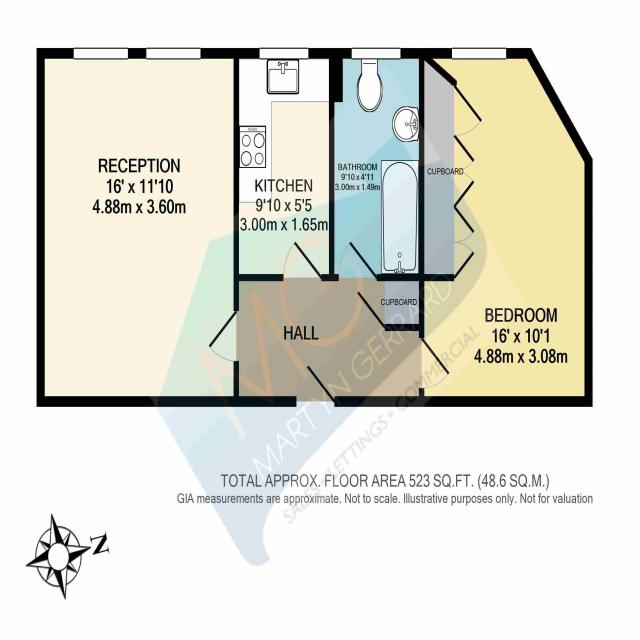 RECEPTION
16' x 11'10
4.88m x 3.60m
KITCHEN
9'10 x 5'5
3.00m x 1.65m
BATHROOM
9'10 x 4'11
3.00m x 1.49m
CUPBOARD
CUPBOARD
HALL
BEDROOM
16' x 10'1
4.88m x 3.08m
MG
MARTYN GERRARD
SALES • LETTINGS • COMMERCIAL
TOTAL APPROX. FLOOR AREA 523 SQ.FT. (48.6 SQ.M.)
GIA measurements are approximate. Not to scale. Illustrative purposes only. Not for valuation
N